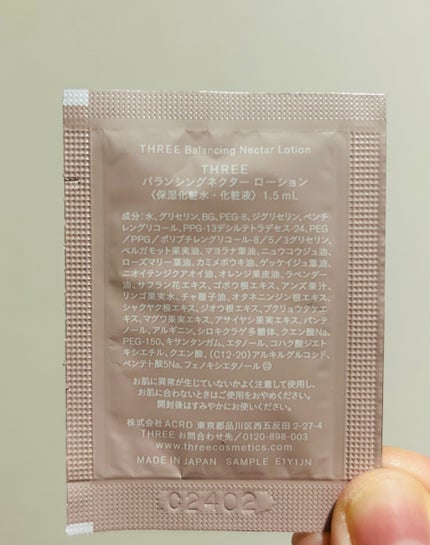 THREE Balancing Nectar Lotion
THREE
バランシングネクター ローション
〈保湿化粧水・化粧液〉1.5mL
成分：水、グリセリン、BG、PEG-8、ジグリセリン、ペンチ
レングリコール、PPG-13デシルテトラデセス-24、PEG
/PPG／ポリブチレングリコール-8/5/3グリセリン、
ベルガモット果実油、マヨラナ葉油、ニュウコウジュ油、
ローズマリー葉油、カミメボウキ油、ゲッケイジュ葉油、
ニオイテンジクアオイ油、オレンジ果皮油、ラベンダー
油、サフラン花エキス、ゴボウ根エキス、アンズ果汁、
リンゴ果実水、チャ種子油、オタネニンジン根エキス、
シャクヤク根エキス、ジオウ根エキス、ブクリョウタケエ
キス、マグワ果実エキス、アサイヤシ果実エキス、パンテ
ノール、アルギニン、シロキクラゲ多糖体、クエン酸Na、
PEG-150、キサンタンガム、エタノール、コハク酸ジエト
キシエチル、クエン酸、(C12-20)アルキルグルコシド、
ペンテト酸5Na、フェノキシエタノール
お肌に異常が生じていないかよく注意して使用し、
お肌に合わないときはご使用をおやめください。
開封後はすみやかにお使いください。
株式会社ACRO 東京都品川区西五反田2-27-4
THREE お問合わせ先／0120-898-003
www.threecosmetics.com
MADE IN JAPAN SAMPLE E1Y1JN
C2402